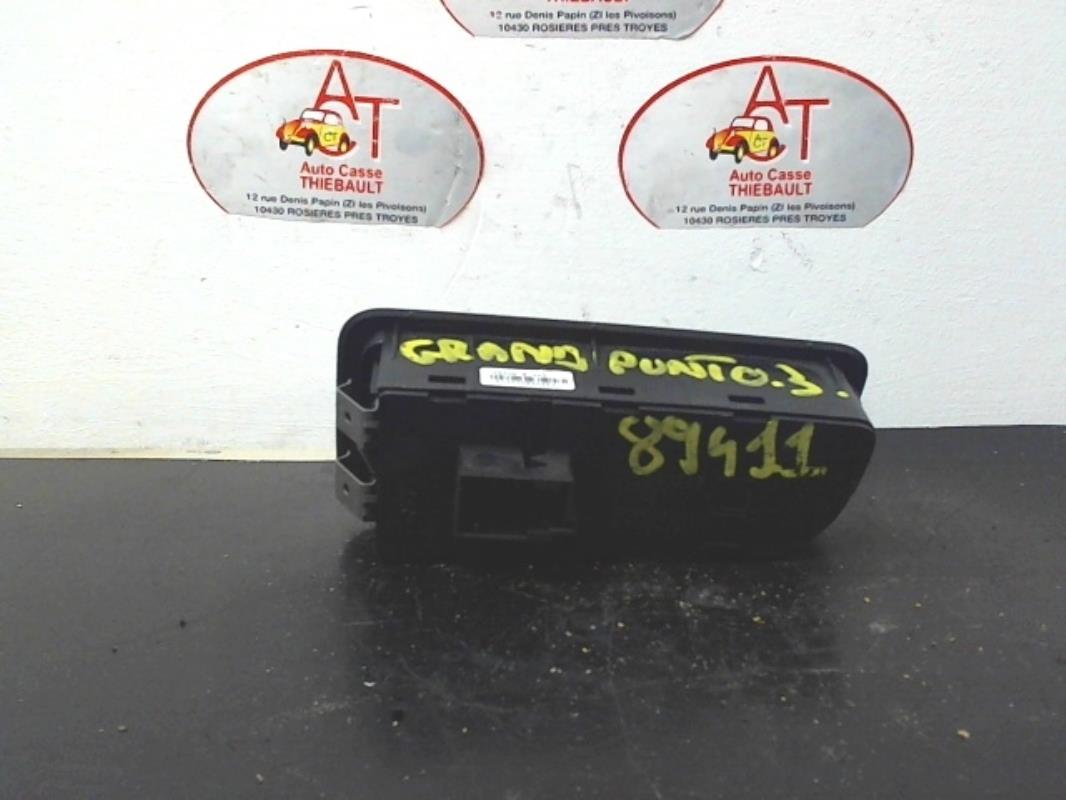 THIEBAULT
12 rue Denis Papin (ZI les Pivoisons)
10430 ROSIERES PRES TROYES
AT
CT
Auto Casse
THIEBAULT
12 rue Denis Papin (ZI les Pivoisons)
10430 ROSIERES PRES TROYES
AT
CT
Auto Casse
THIEBAULT
12 rue Denis Papin (ZI les Pivoisons)
10430 ROSIERES PRES TROYES
GRAND PUNTO.3.
89411